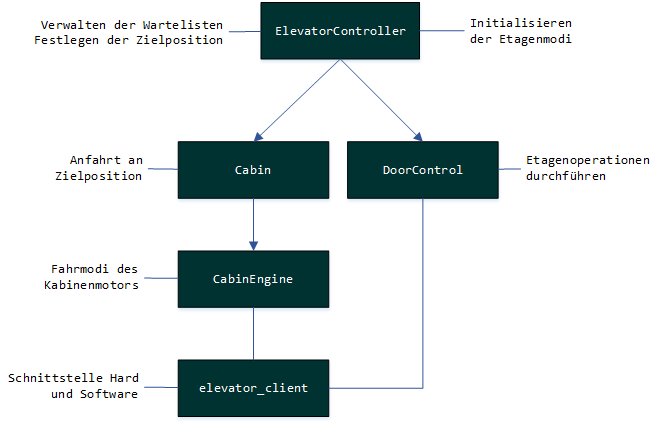 Verwalten der Wartelisten
Festlegen der Zielposition
ElevatorController
Initialisieren
der Etagenmodi
Anfahrt an
Zielposition
Cabin
DoorControl
Etagenoperationen
durchführen
Fahrmodi des
Kabinenmotors
CabinEngine
Schnittstelle Hard
und Software
elevator_client